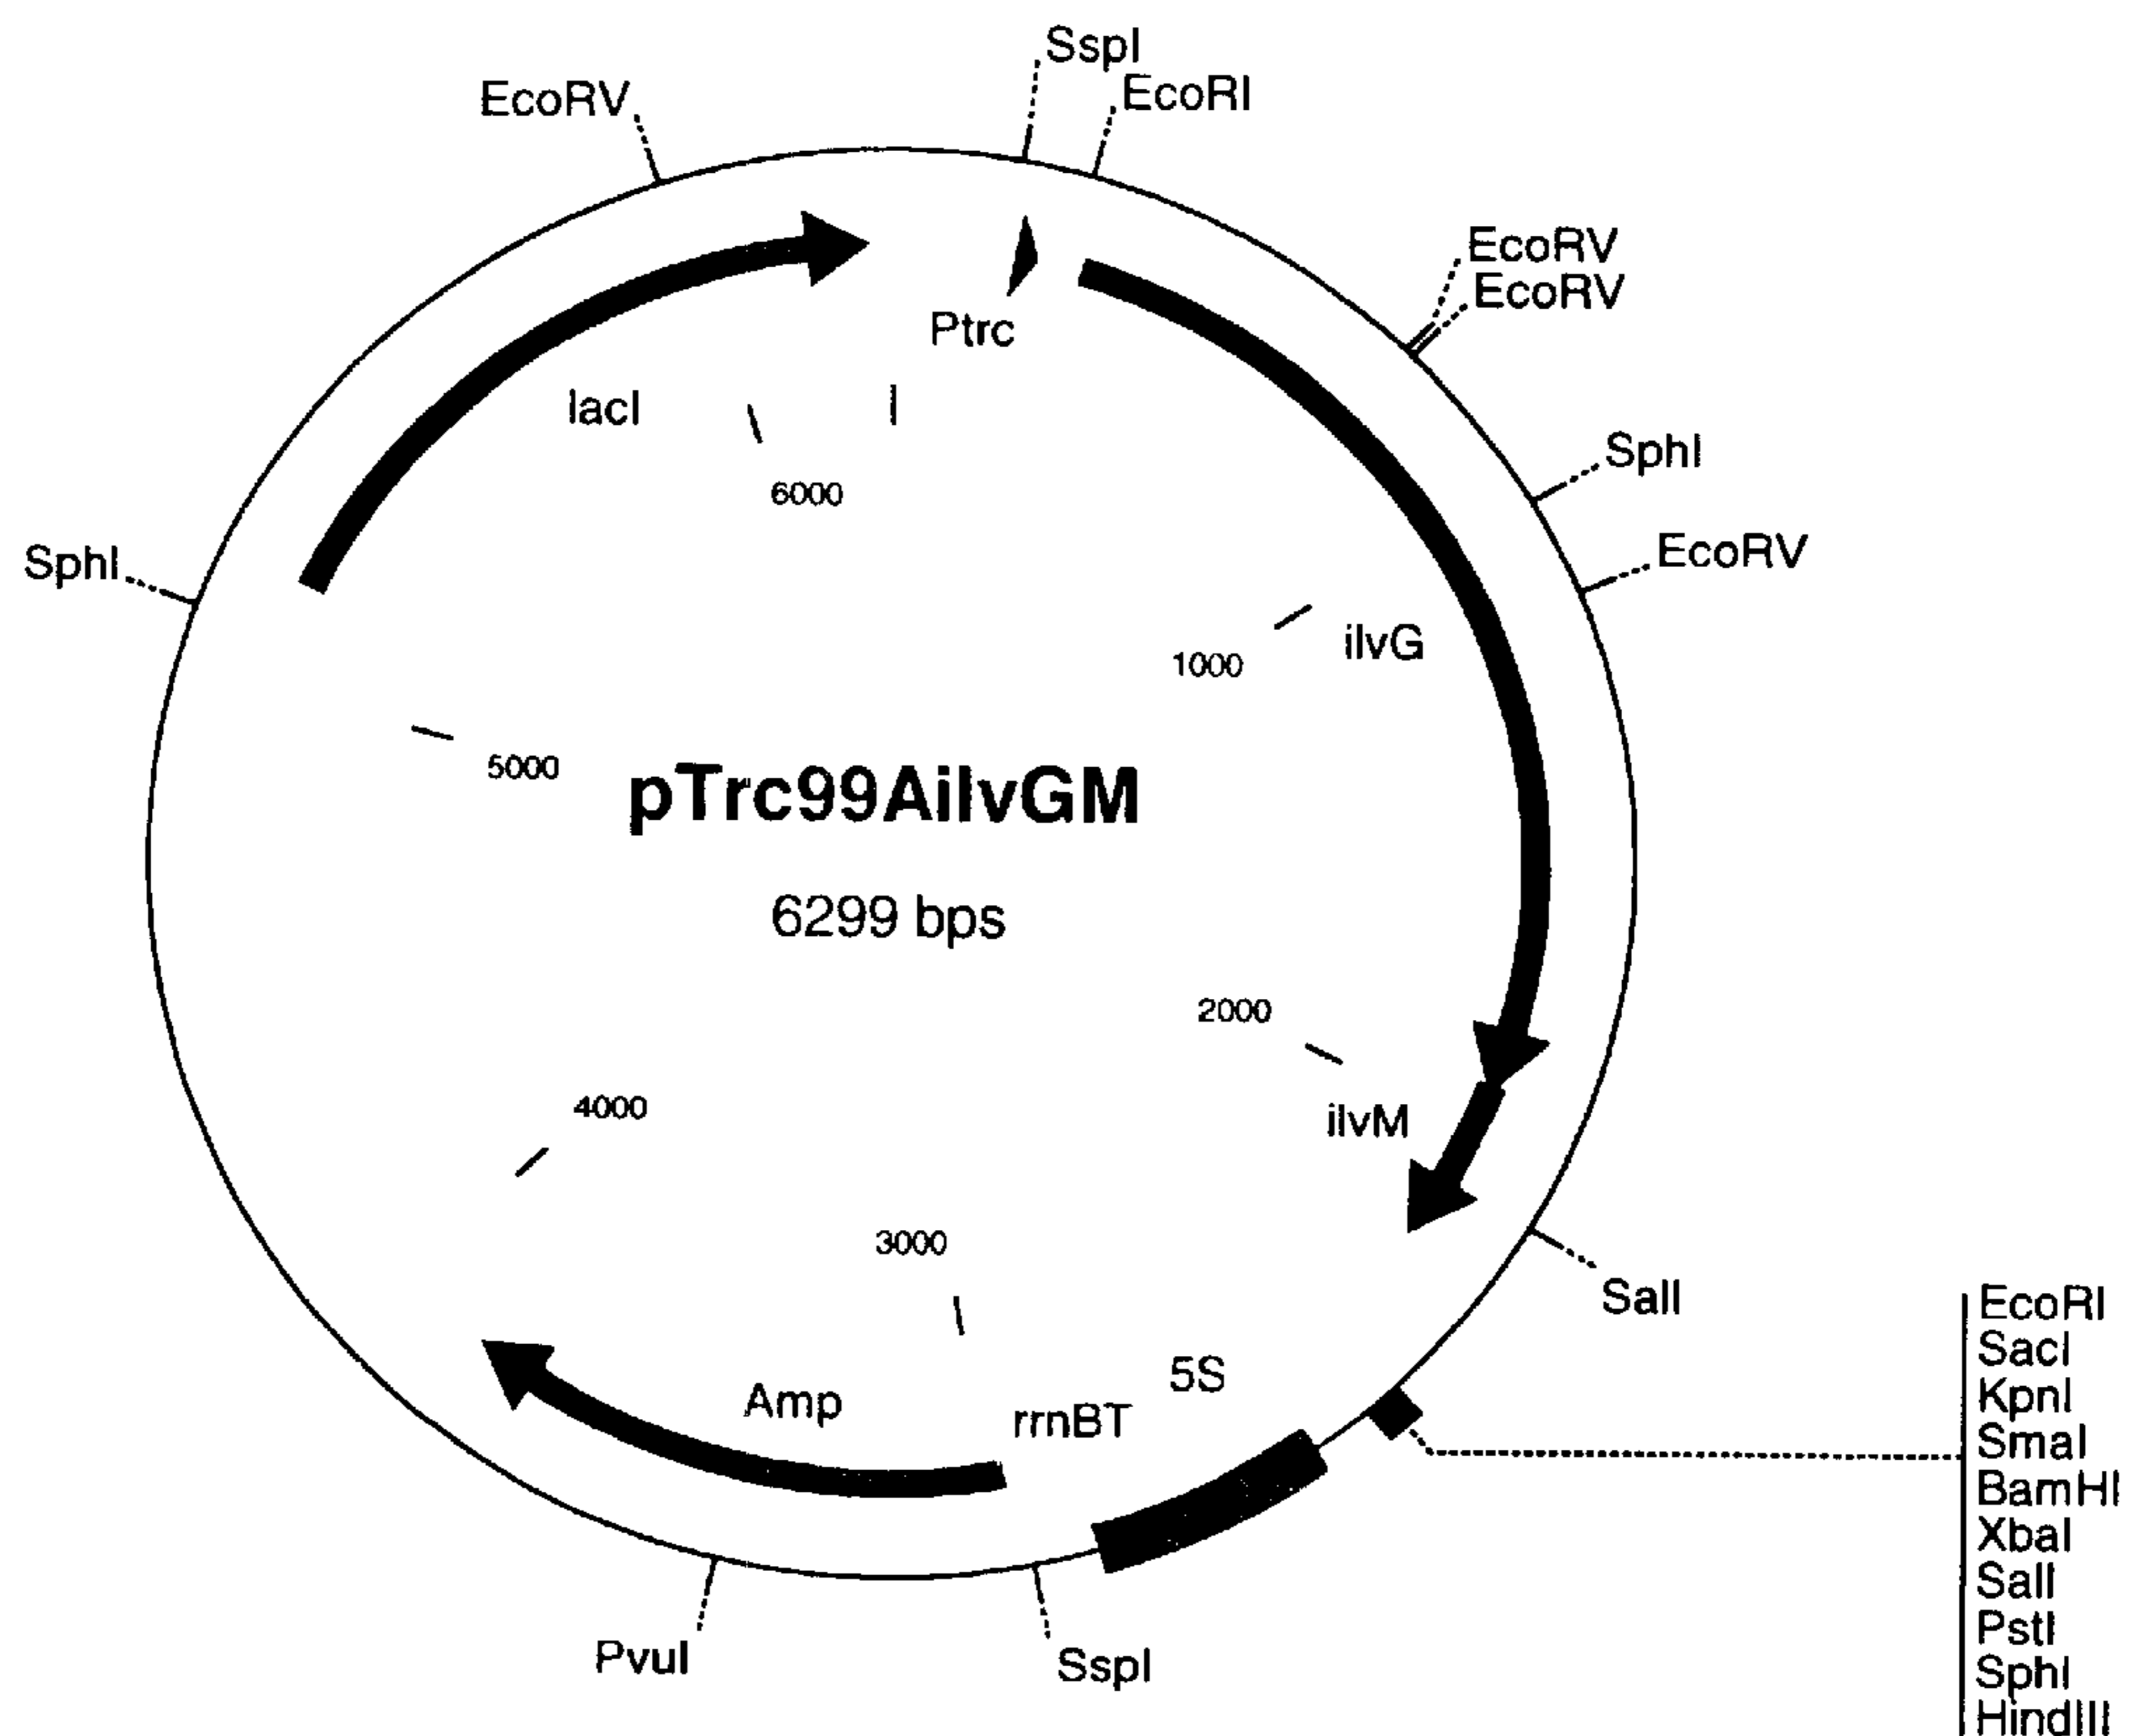 SspI
EcoRI
EcoRV
EcoRV
EcoRV
Ptrc
lacI
6000
SphI
EcoRV
SphI
ilvG
1000
5000
pTrc99AilvGM
6299 bps
2000
4000
ilvM
3000
SalI
5S
Amp
rrnBT
EcoRI
SacI
KpnI
SmaI
BamHI
XbaI
SalI
PstI
SphI
HindIII
PvuI
SspI